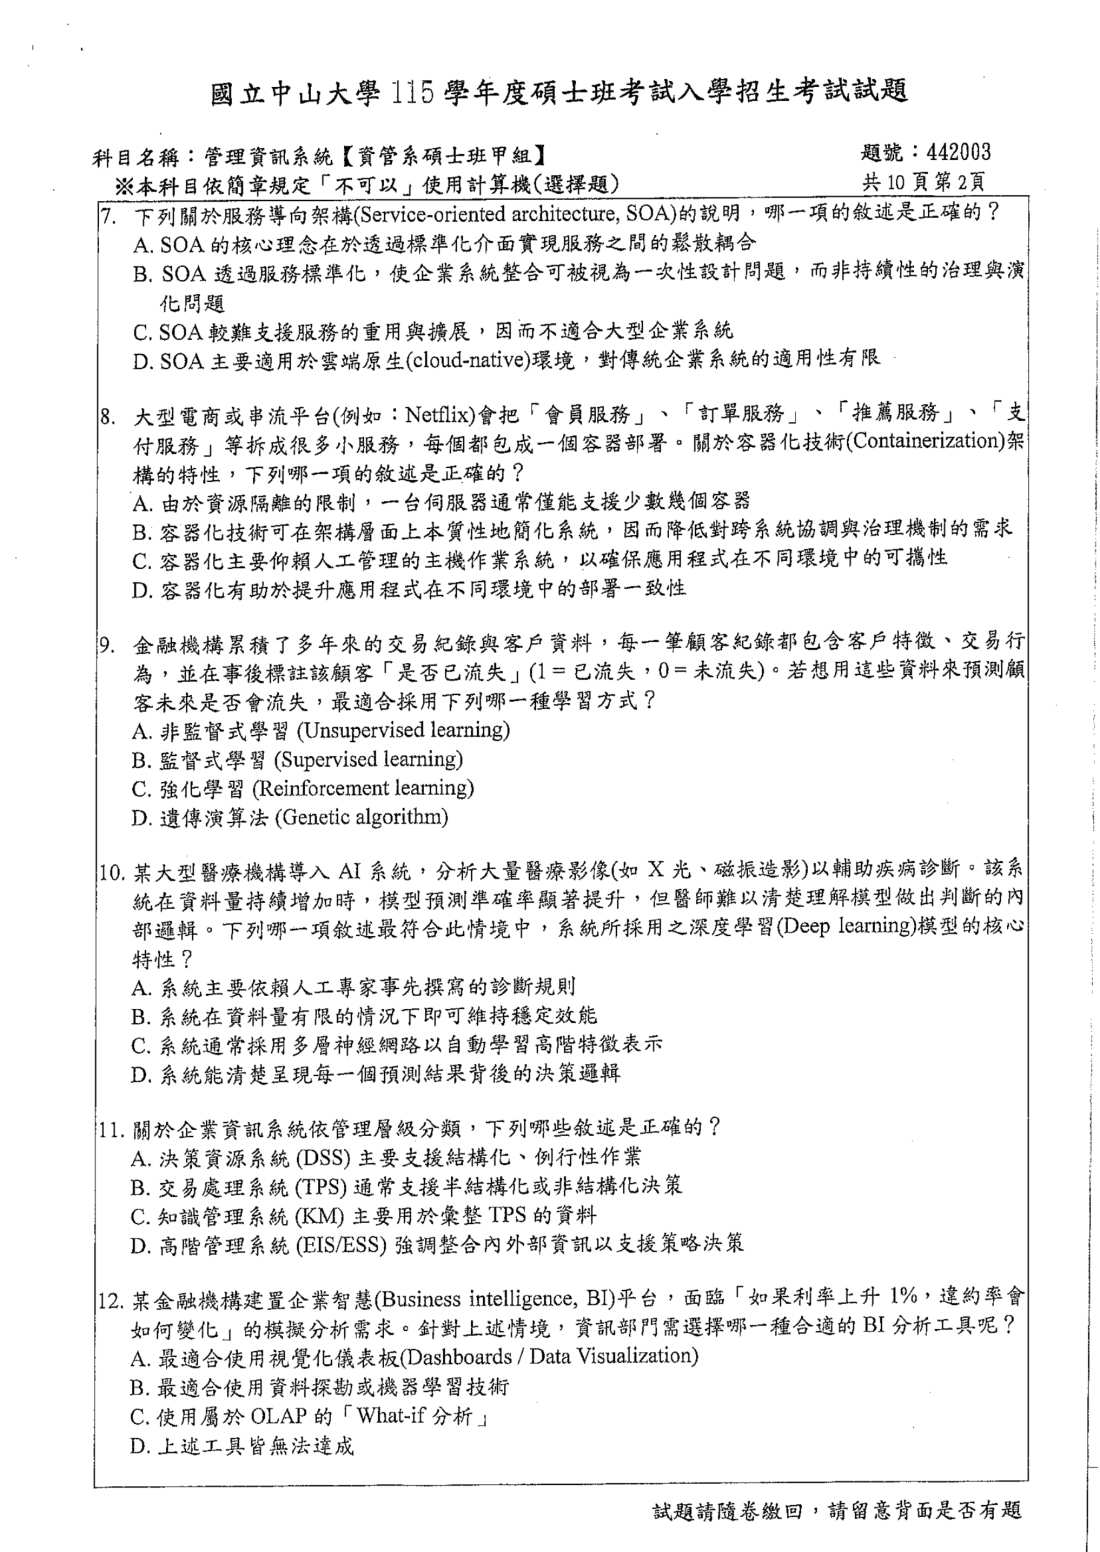 國立中山大學 115 學年度碩士班考試入學招生考試試題
科目名稱：管理資訊系統【資管系碩士班甲組】
題號：442003
※本科目依簡章規定「不可以」使用計算機(選擇題)
共 10 頁第 2 頁
7. 下列關於服務導向架構(Service-oriented architecture, SOA)的說明，哪一項的敘述是正確的？
A. SOA 的核心理念在於透過標準化介面實現服務之間的鬆散耦合
B. SOA 透過服務標準化，使企業系統整合可被視為一次性設計問題，而非持續性的治理與演
化問題
C. SOA 較難支援服務的重用與擴展，因而不適合大型企業系統
D. SOA 主要適用於雲端原生(cloud-native)環境，對傳統企業系統的適用性有限
8. 大型電商或串流平台(例如：Netflix)會把「會員服務」、「訂單服務」、「推薦服務」、「支
付服務」等拆成很多小服務，每個都包成一個容器部署。關於容器化技術(Containerization)架
構的特性，下列哪一項的敘述是正確的？
A. 由於資源隔離的限制，一台伺服器通常僅能支援少數幾個容器
B. 容器化技術可在架構層面上本質性地簡化系統，因而降低對跨系統協調與治理機制的需求
C. 容器化主要仰賴人工管理的主機作業系統，以確保應用程式在不同環境中的可攜性
D. 容器化有助於提升應用程式在不同環境中的部署一致性
9. 金融機構累積了多年來的交易紀錄與客戶資料，每一筆顧客紀錄都包含客戶特徵、交易行
為，並在事後標註該顧客「是否已流失」(1 = 已流失，0 = 未流失)。若想用這些資料來預測顧
客未來是否會流失，最適合採用下列哪一種學習方式？
A. 非監督式學習 (Unsupervised learning)
B. 監督式學習 (Supervised learning)
C. 強化學習 (Reinforcement learning)
D. 遺傳演算法 (Genetic algorithm)
10. 某大型醫療機構導入 AI 系統，分析大量醫療影像(如 X 光、磁振造影)以輔助疾病診斷。該系
統在資料量持續增加時，模型預測準確率顯著提升，但醫師難以清楚理解模型做出判斷的內
部邏輯。下列哪一項敘述最符合此情境中，系統所採用之深度學習(Deep learning)模型的核心
特性？
A. 系統主要依賴人工專家事先撰寫的診斷規則
B. 系統在資料量有限的情況下即可維持穩定效能
C. 系統通常採用多層神經網路以自動學習高階特徵表示
D. 系統能清楚呈現每一個預測結果背後的決策邏輯
11. 關於企業資訊系統依管理層級分類，下列哪些敘述是正確的？
A. 決策資源系統 (DSS) 主要支援結構化、例行性作業
B. 交易處理系統 (TPS) 通常支援半結構化或非結構化決策
C. 知識管理系統 (KM) 主要用於彙整 TPS 的資料
D. 高階管理系統 (EIS/ESS) 強調整合內外部資訊以支援策略決策
12. 某金融機構建置企業智慧(Business intelligence, BI)平台，面臨「如果利率上升 1%，違約率會
如何變化」的模擬分析需求。針對上述情境，資訊部門需選擇哪一種合適的 BI 分析工具呢？
A. 最適合使用視覺化儀表板(Dashboards / Data Visualization)
B. 最適合使用資料探勘或機器學習技術
C. 使用屬於 OLAP 的「What-if 分析」
D. 上述工具皆無法達成
試題請隨卷繳回，請留意背面是否有題